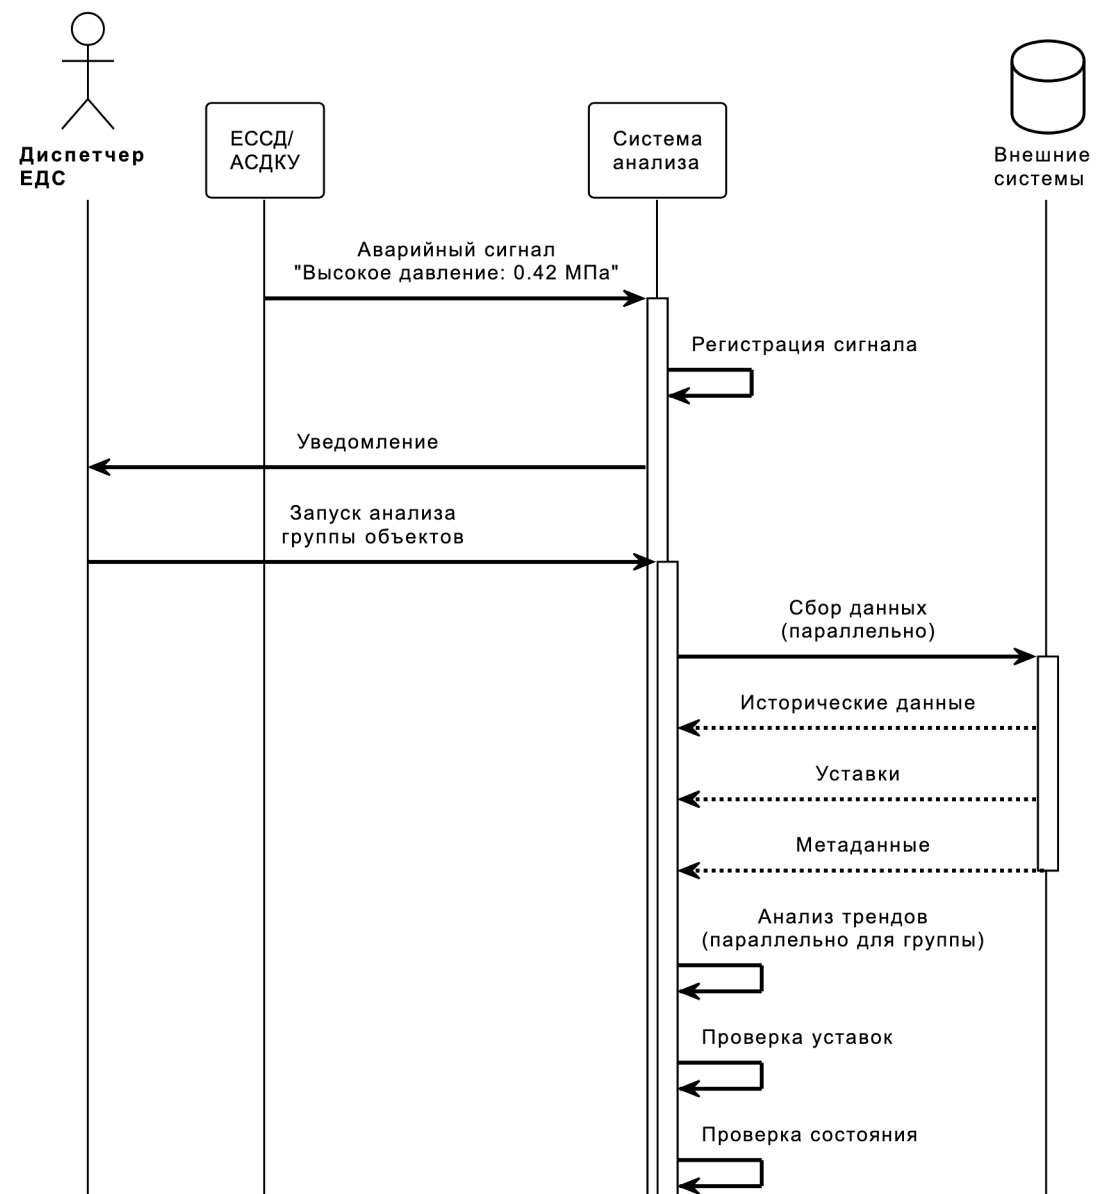 Диспетчер
ЕДС
ЕССД/
АСДКУ
Система
анализа
Внешние
системы
Аварийный сигнал
"Высокое давление: 0.42 МПа"
Регистрация сигнала
Уведомление
Запуск анализа
группы объектов
Сбор данных
(параллельно)
Исторические данные
Уставки
Метаданные
Анализ трендов
(параллельно для группы)
Проверка уставок
Проверка состояния